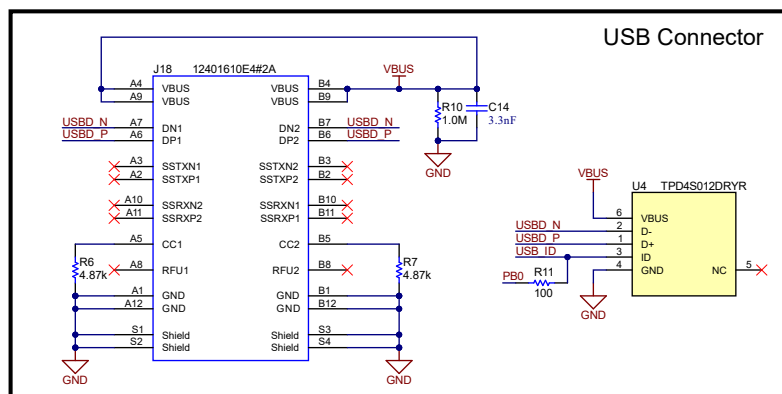 USB Connector
J18 12401610E4#2A
A4 VBUS VBUS B4
A9 VBUS VBUS B9
VBUS
R10
1.0M
C14
3.3nF
GND
USBD_N A7 DN1 DN2 B7 USBD_N
USBD_P A6 DP1 DP2 B6 USBD_P
A3 SSTXN1 SSTXN2 B3
A2 SSTXP1 SSTXP2 B2
A10 SSRXN2 SSRXN1 B10
A11 SSRXP2 SSRXP1 B11
A5 CC1 CC2 B5
R6
4.87k
A8 RFU1 RFU2 B8
R7
4.87k
A1 GND GND B1
A12 GND GND B12
S1 Shield Shield S3
S2 Shield Shield S4
GND
GND
U4 TPD4S012DRYR
VBUS
6 VBUS
USBD_N 2 D-
USBD_P 1 D+
USB_ID 3 ID
4 GND NC 5
PB0 R11
100
GND